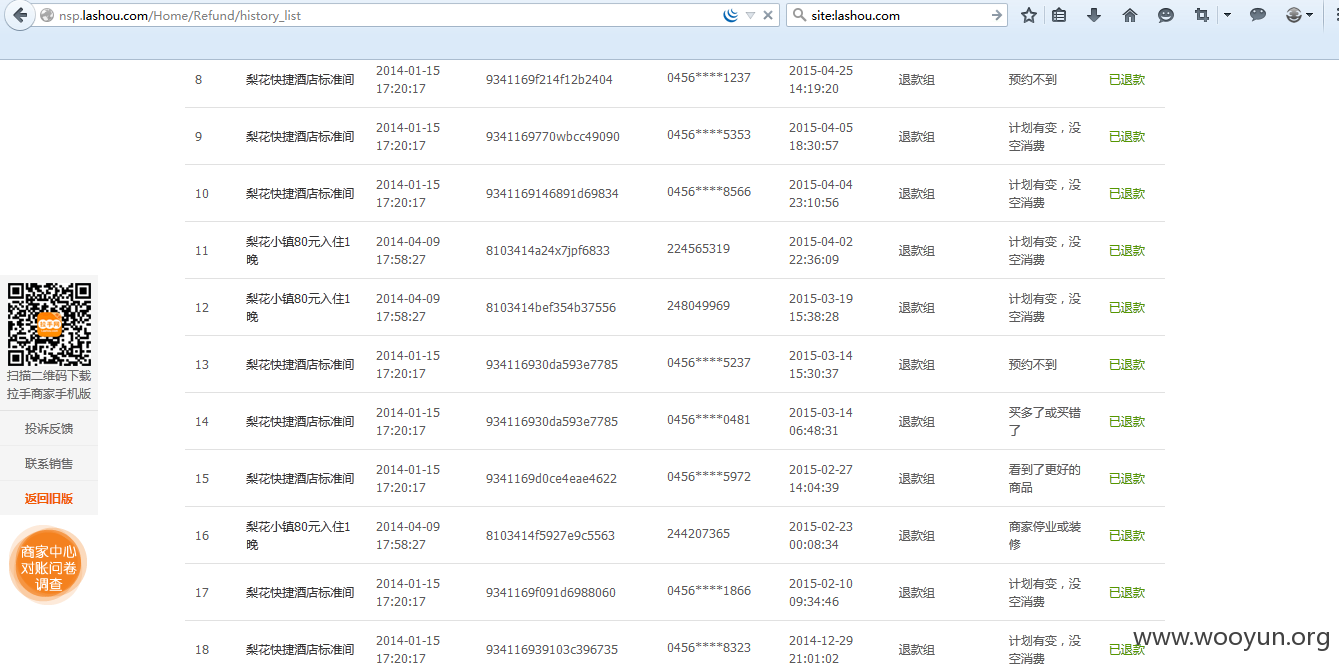 nsp.lashou.com/Home/Refund/history_list
site:lashou.com
8 梨花快捷酒店标准间 2014-01-15 17:20:17 9341169f214f12b2404 0456****1237 2015-04-25 14:19:20 退款组 预约不到 已退款
9 梨花快捷酒店标准间 2014-01-15 17:20:17 9341169770wbcc49090 0456****5353 2015-04-05 18:30:57 退款组 计划有变，没空消费 已退款
10 梨花快捷酒店标准间 2014-01-15 17:20:17 9341169146891d69834 0456****8566 2015-04-04 23:10:56 退款组 计划有变，没空消费 已退款
11 梨花小镇80元入住1晚 2014-04-09 17:58:27 8103414a24x7jpf6833 224565319 2015-04-02 22:36:09 退款组 计划有变，没空消费 已退款
12 梨花小镇80元入住1晚 2014-04-09 17:58:27 8103414bef354b37556 248049969 2015-03-19 15:38:28 退款组 计划有变，没空消费 已退款
13 梨花快捷酒店标准间 2014-01-15 17:20:17 934116930da593e7785 0456****5237 2015-03-14 15:30:37 退款组 预约不到 已退款
14 梨花快捷酒店标准间 2014-01-15 17:20:17 934116930da593e7785 0456****0481 2015-03-14 06:48:31 退款组 买多了或买错了 已退款
15 梨花快捷酒店标准间 2014-01-15 17:20:17 9341169d0ce4eae4622 0456****5972 2015-02-27 14:04:39 退款组 看到了更好的商品 已退款
16 梨花小镇80元入住1晚 2014-04-09 17:58:27 8103414f5927e9c5563 244207365 2015-02-23 00:08:34 退款组 商家停业或装修 已退款
17 梨花快捷酒店标准间 2014-01-15 17:20:17 9341169f091d6988060 0456****1866 2015-02-10 09:34:46 退款组 计划有变，没空消费 已退款
18 梨花快捷酒店标准间 2014-01-15 17:20:17 934116939103c396735 0456****8323 2014-12-29 21:01:02 退款组 计划有变，没空消费 已退款
扫描二维码下载
拉手商家手机版
投诉反馈
联系销售
返回旧版
商家中心
对账问卷
调查
www.wooyun.org